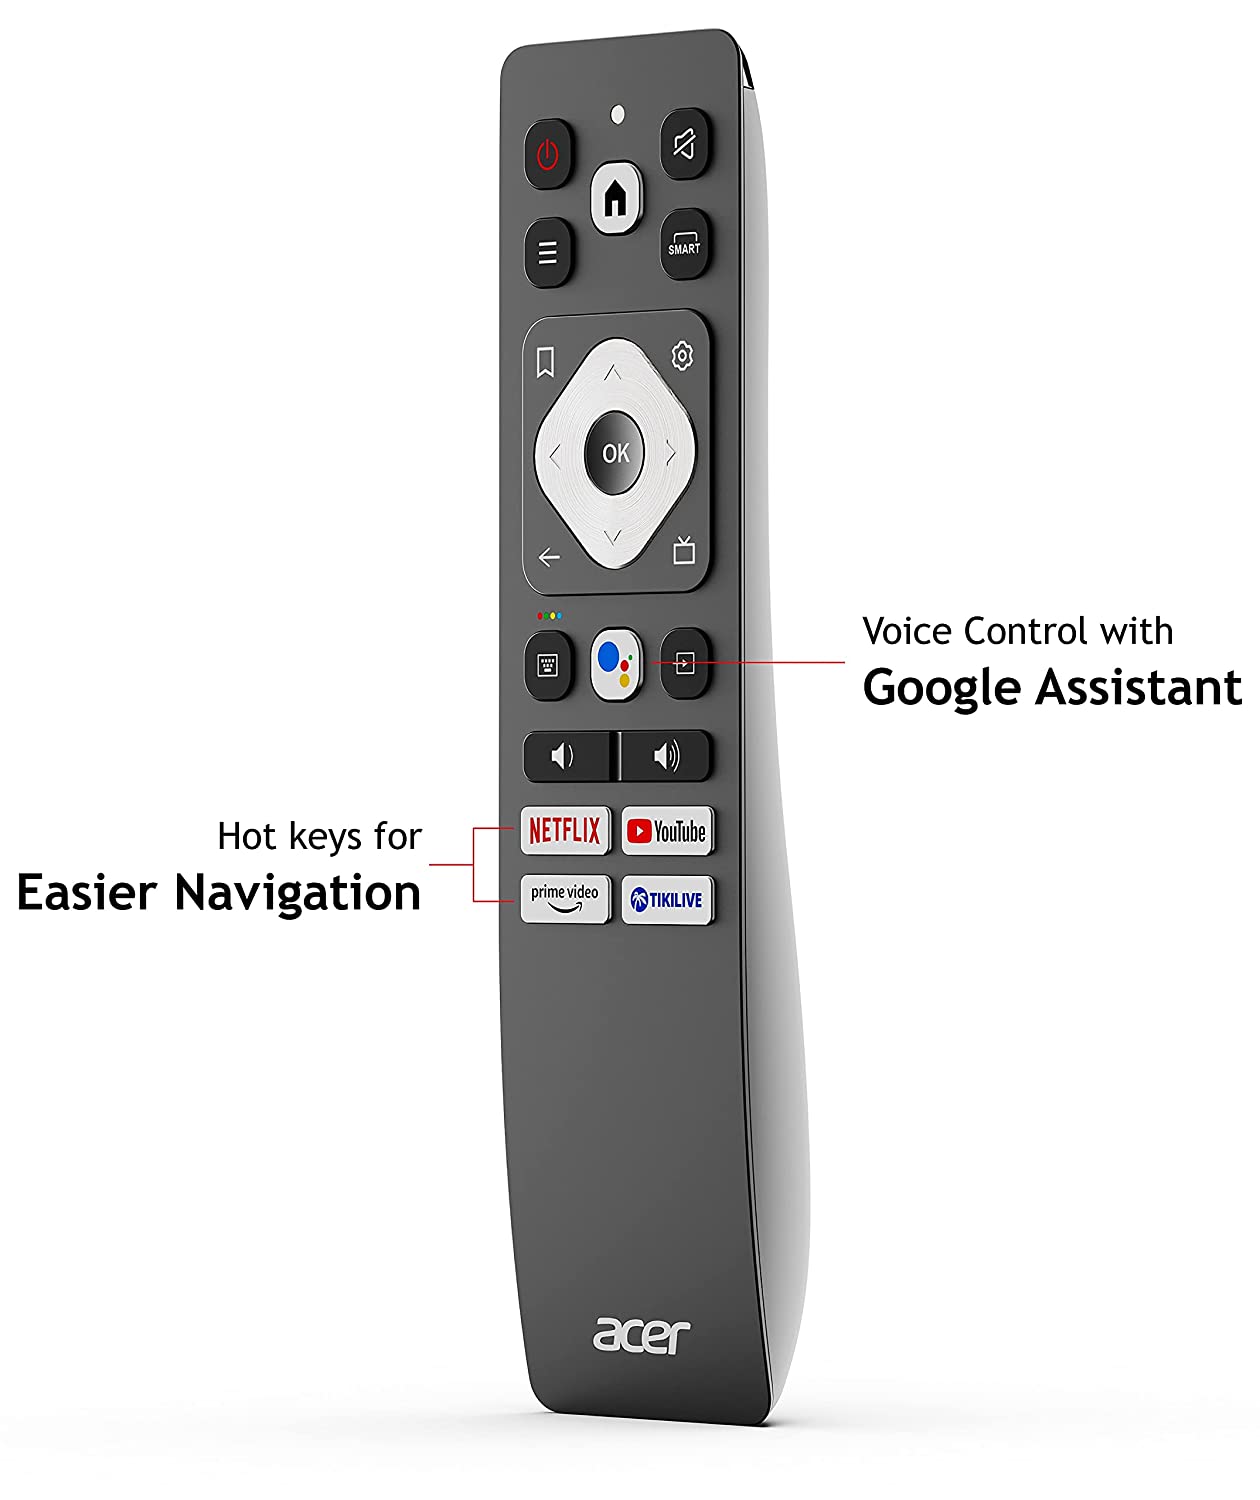 SMART
OK
Voice Control with
Google Assistant
NETFLIX
YouTube
Hot keys for
Easier Navigation
prime video
TIKILIVE
acer